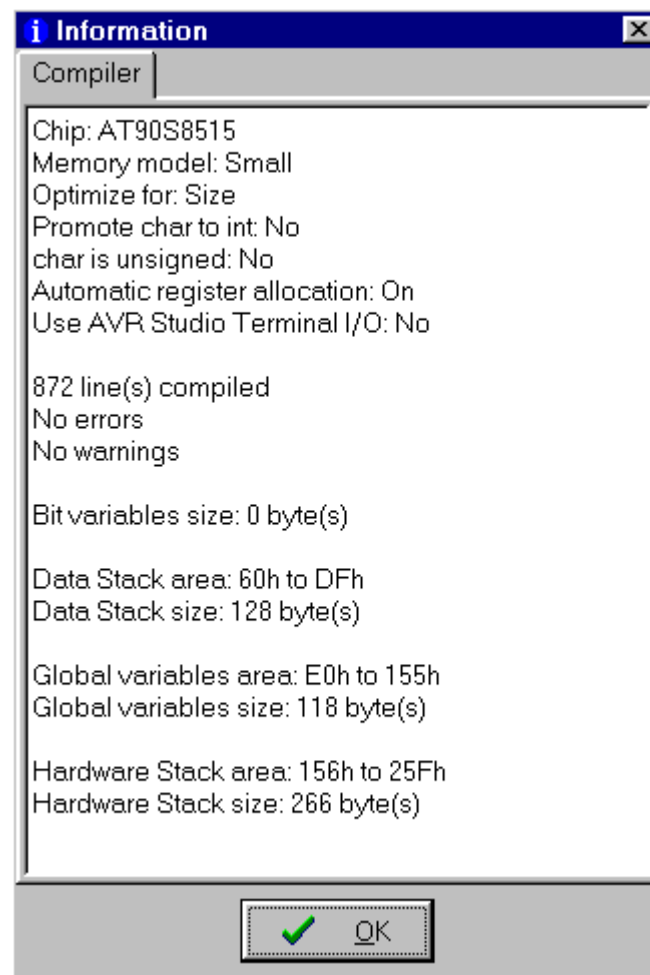 Information
Compiler
Chip: AT90S8515
Memory model: Small
Optimize for: Size
Promote char to int: No
char is unsigned: No
Automatic register allocation: On
Use AVR Studio Terminal I/O: No
872 line(s) compiled
No errors
No warnings
Bit variables size: 0 byte(s)
Data Stack area: 60h to DFh
Data Stack size: 128 byte(s)
Global variables area: E0h to 155h
Global variables size: 118 byte(s)
Hardware Stack area: 156h to 25Fh
Hardware Stack size: 266 byte(s)
OK